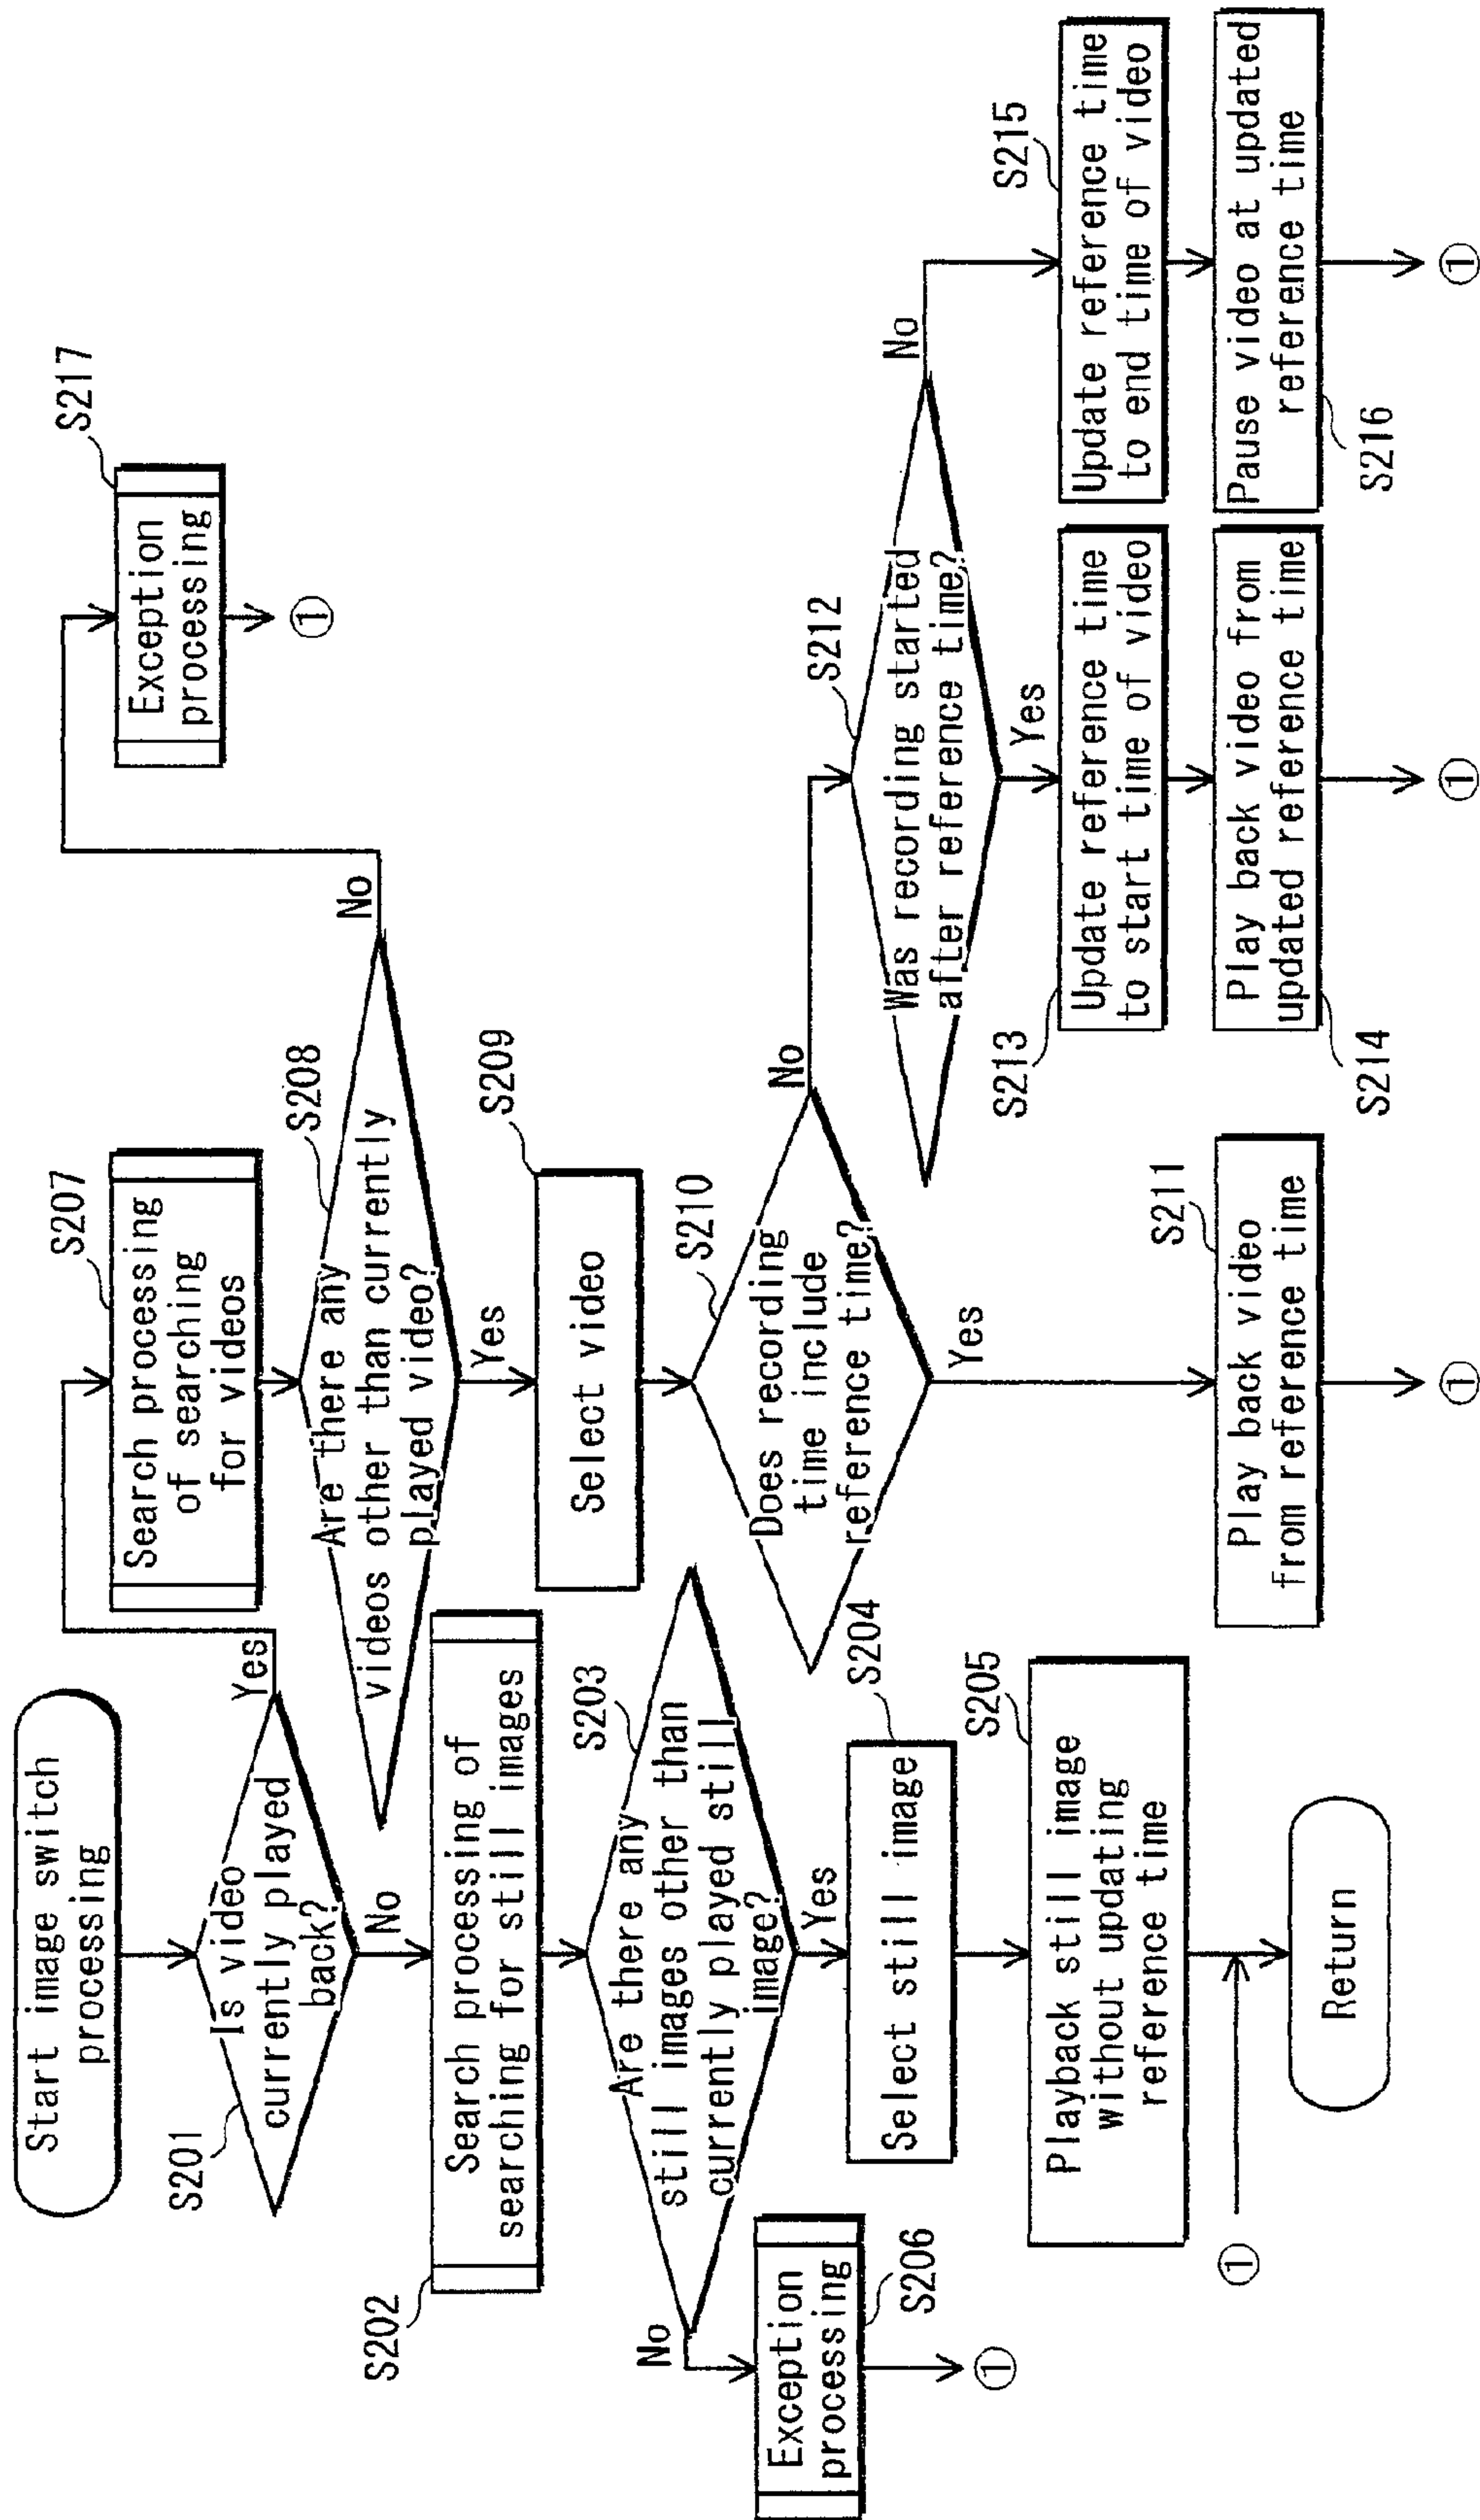 Start image switch
processing
S201
Is video
currently played
back?
Yes
No
S202
Search processing of
searching for still images
S203
Are there any
still images other than
currently played still
image?
No
Yes
Exception
processing
S206
①
S204
Select still image
S205
Playback still image
without updating
reference time
①
Return
S207
Search processing
of searching
for videos
S208
Are there any
videos other than currently
played video?
No
Yes
S217
Exception
processing
①
S209
Select video
S210
Does recording
time include
reference time?
No
Yes
S211
Play back video
from reference time
①
S212
Was recording started
after reference time?
No
Yes
S213
Update reference time
to start time of video
S214
Play back video from
updated reference time
①
S215
Update reference time
to end time of video
Pause video at updated
reference time
S216
①